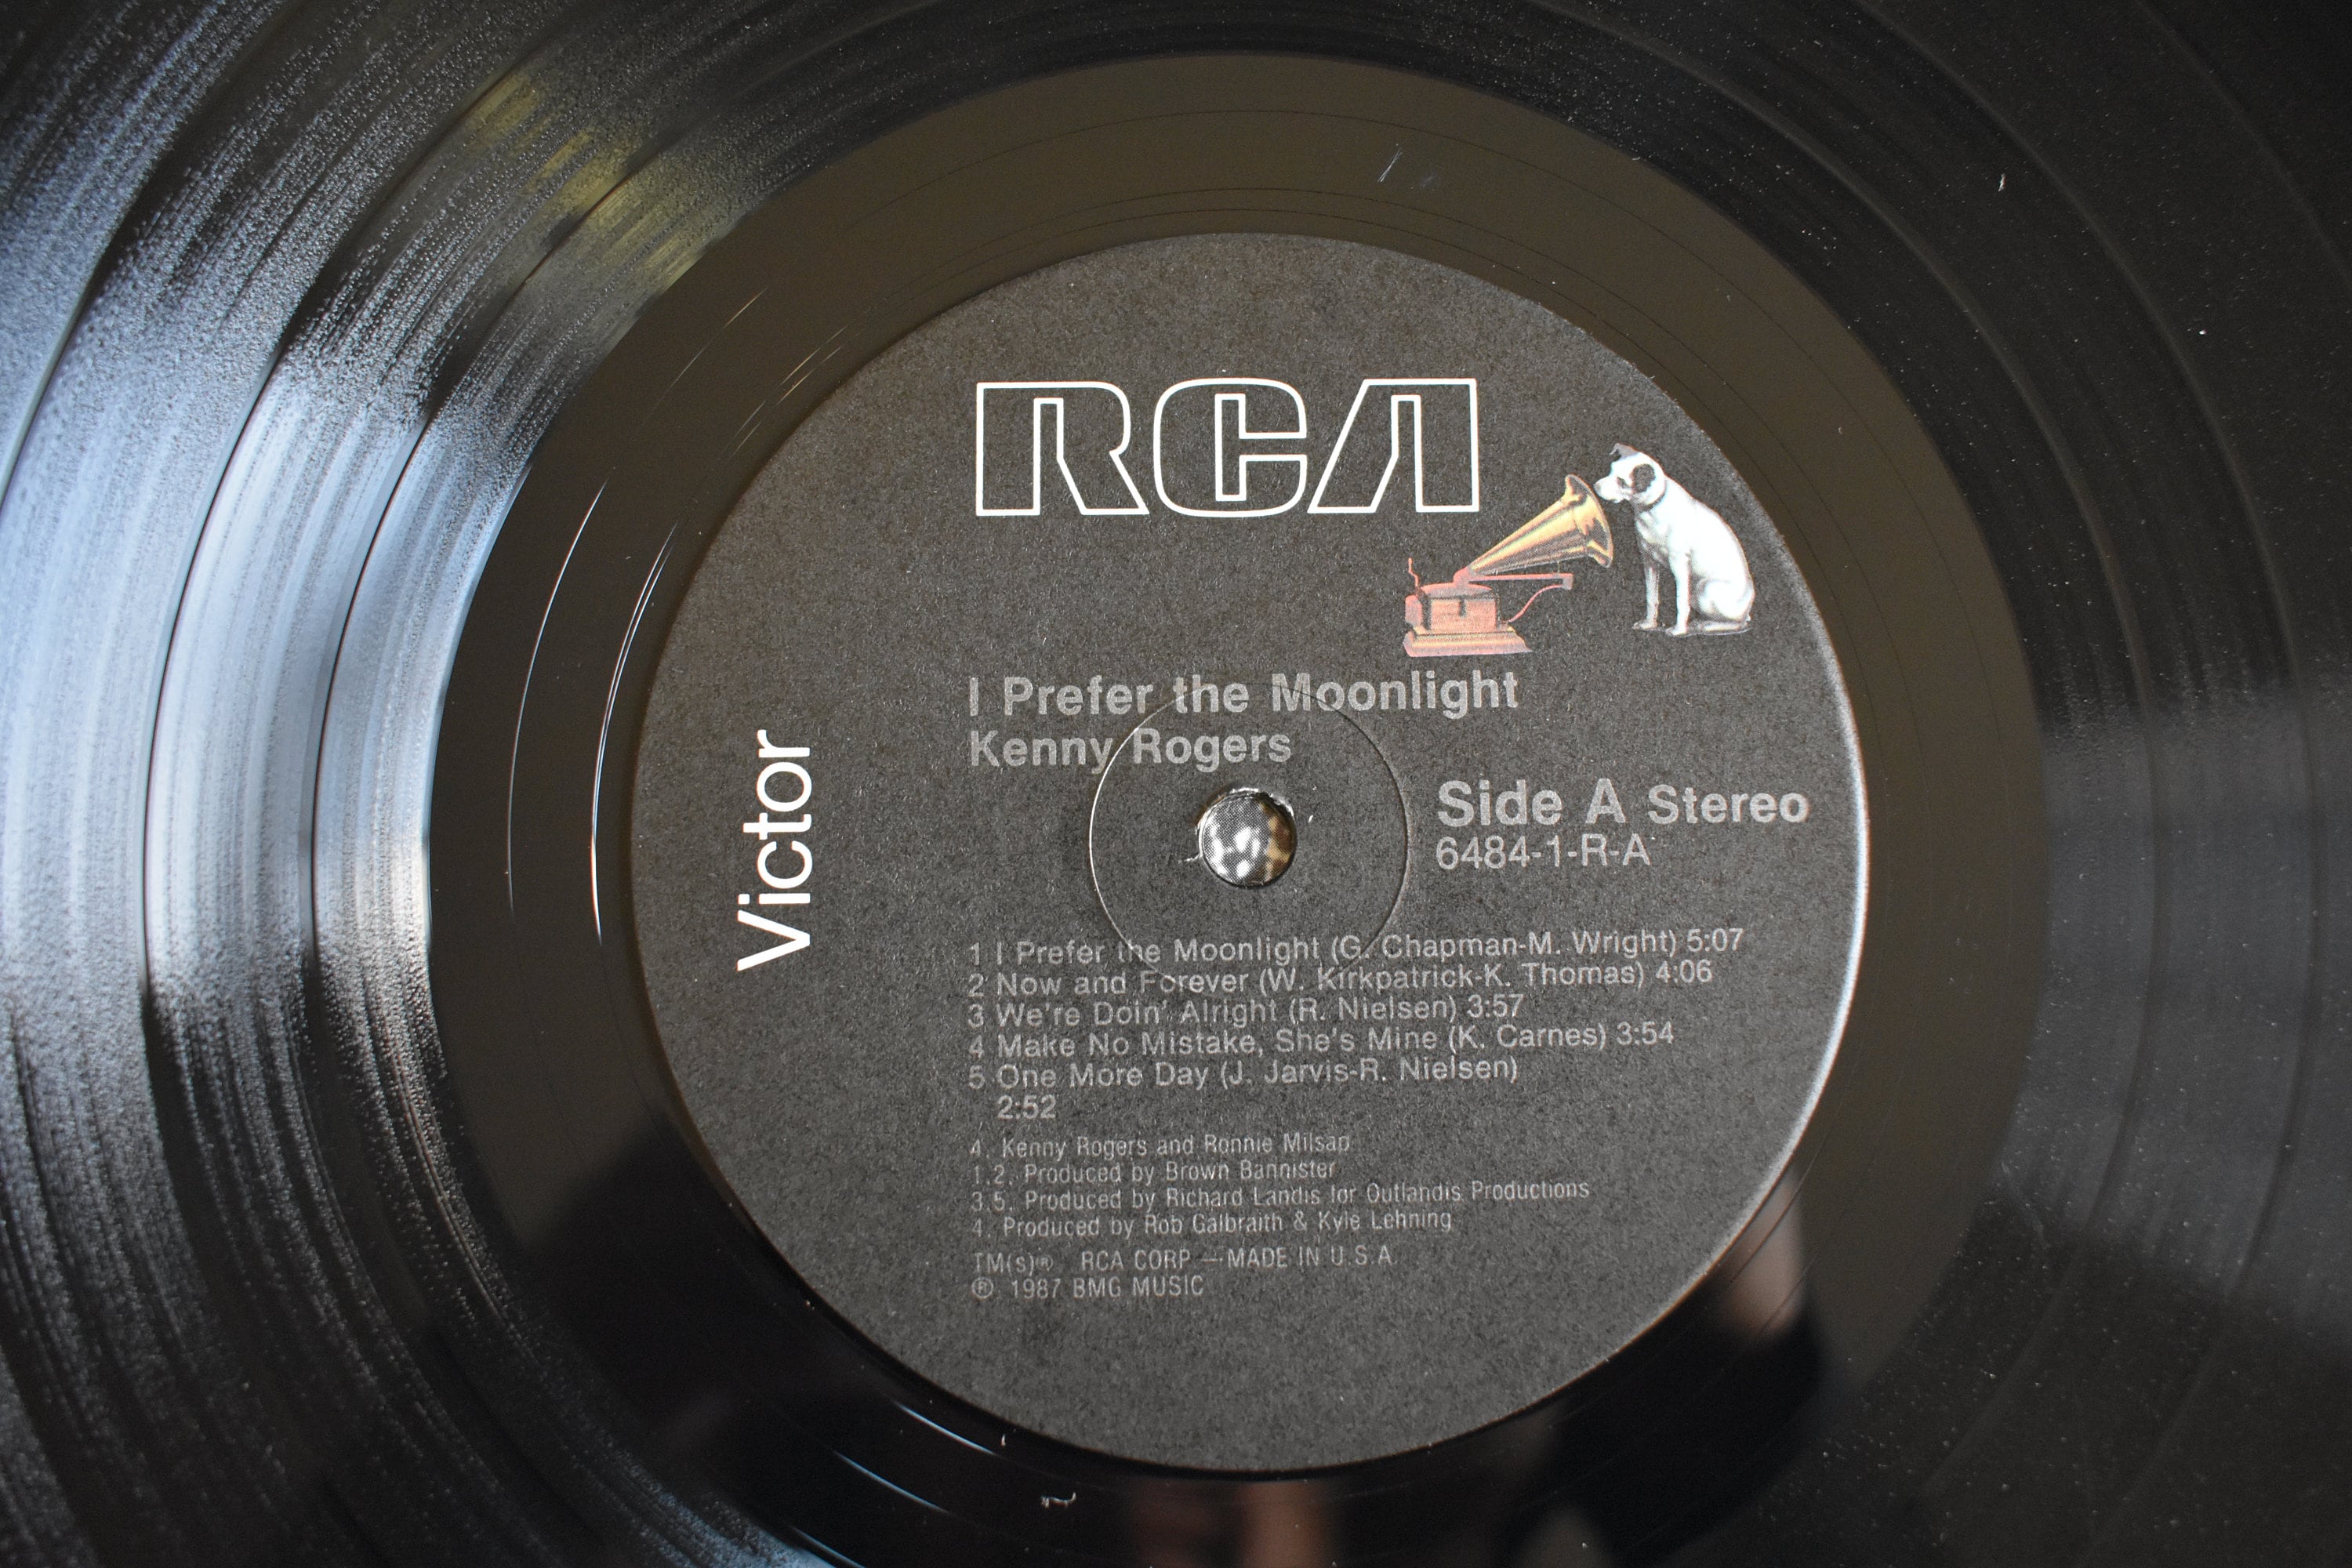 RCA
Victor
I Prefer the Moonlight
Kenny Rogers
Side A Stereo
6484-1-R-A
1 I Prefer the Moonlight (G. Chapman-M. Wright) 5:07
2 Now and Forever (W. Kirkpatrick-K. Thomas) 4:06
3 We're Doin' Alright (R. Nielsen) 3:57
4 Make No Mistake, She's Mine (K. Carnes) 3:54
5 One More Day (J. Jarvis-R. Nielsen)
2:52
4. Kenny Rogers and Ronnie Milsap
1,2. Produced by Brown Bannister
3,5. Produced by Richard Landis for Outlandis Productions
4. Produced by Rob Galbraith & Kyle Lehning
TM(s)® RCA CORP — MADE IN U.S.A.
℗ 1987 BMG MUSIC